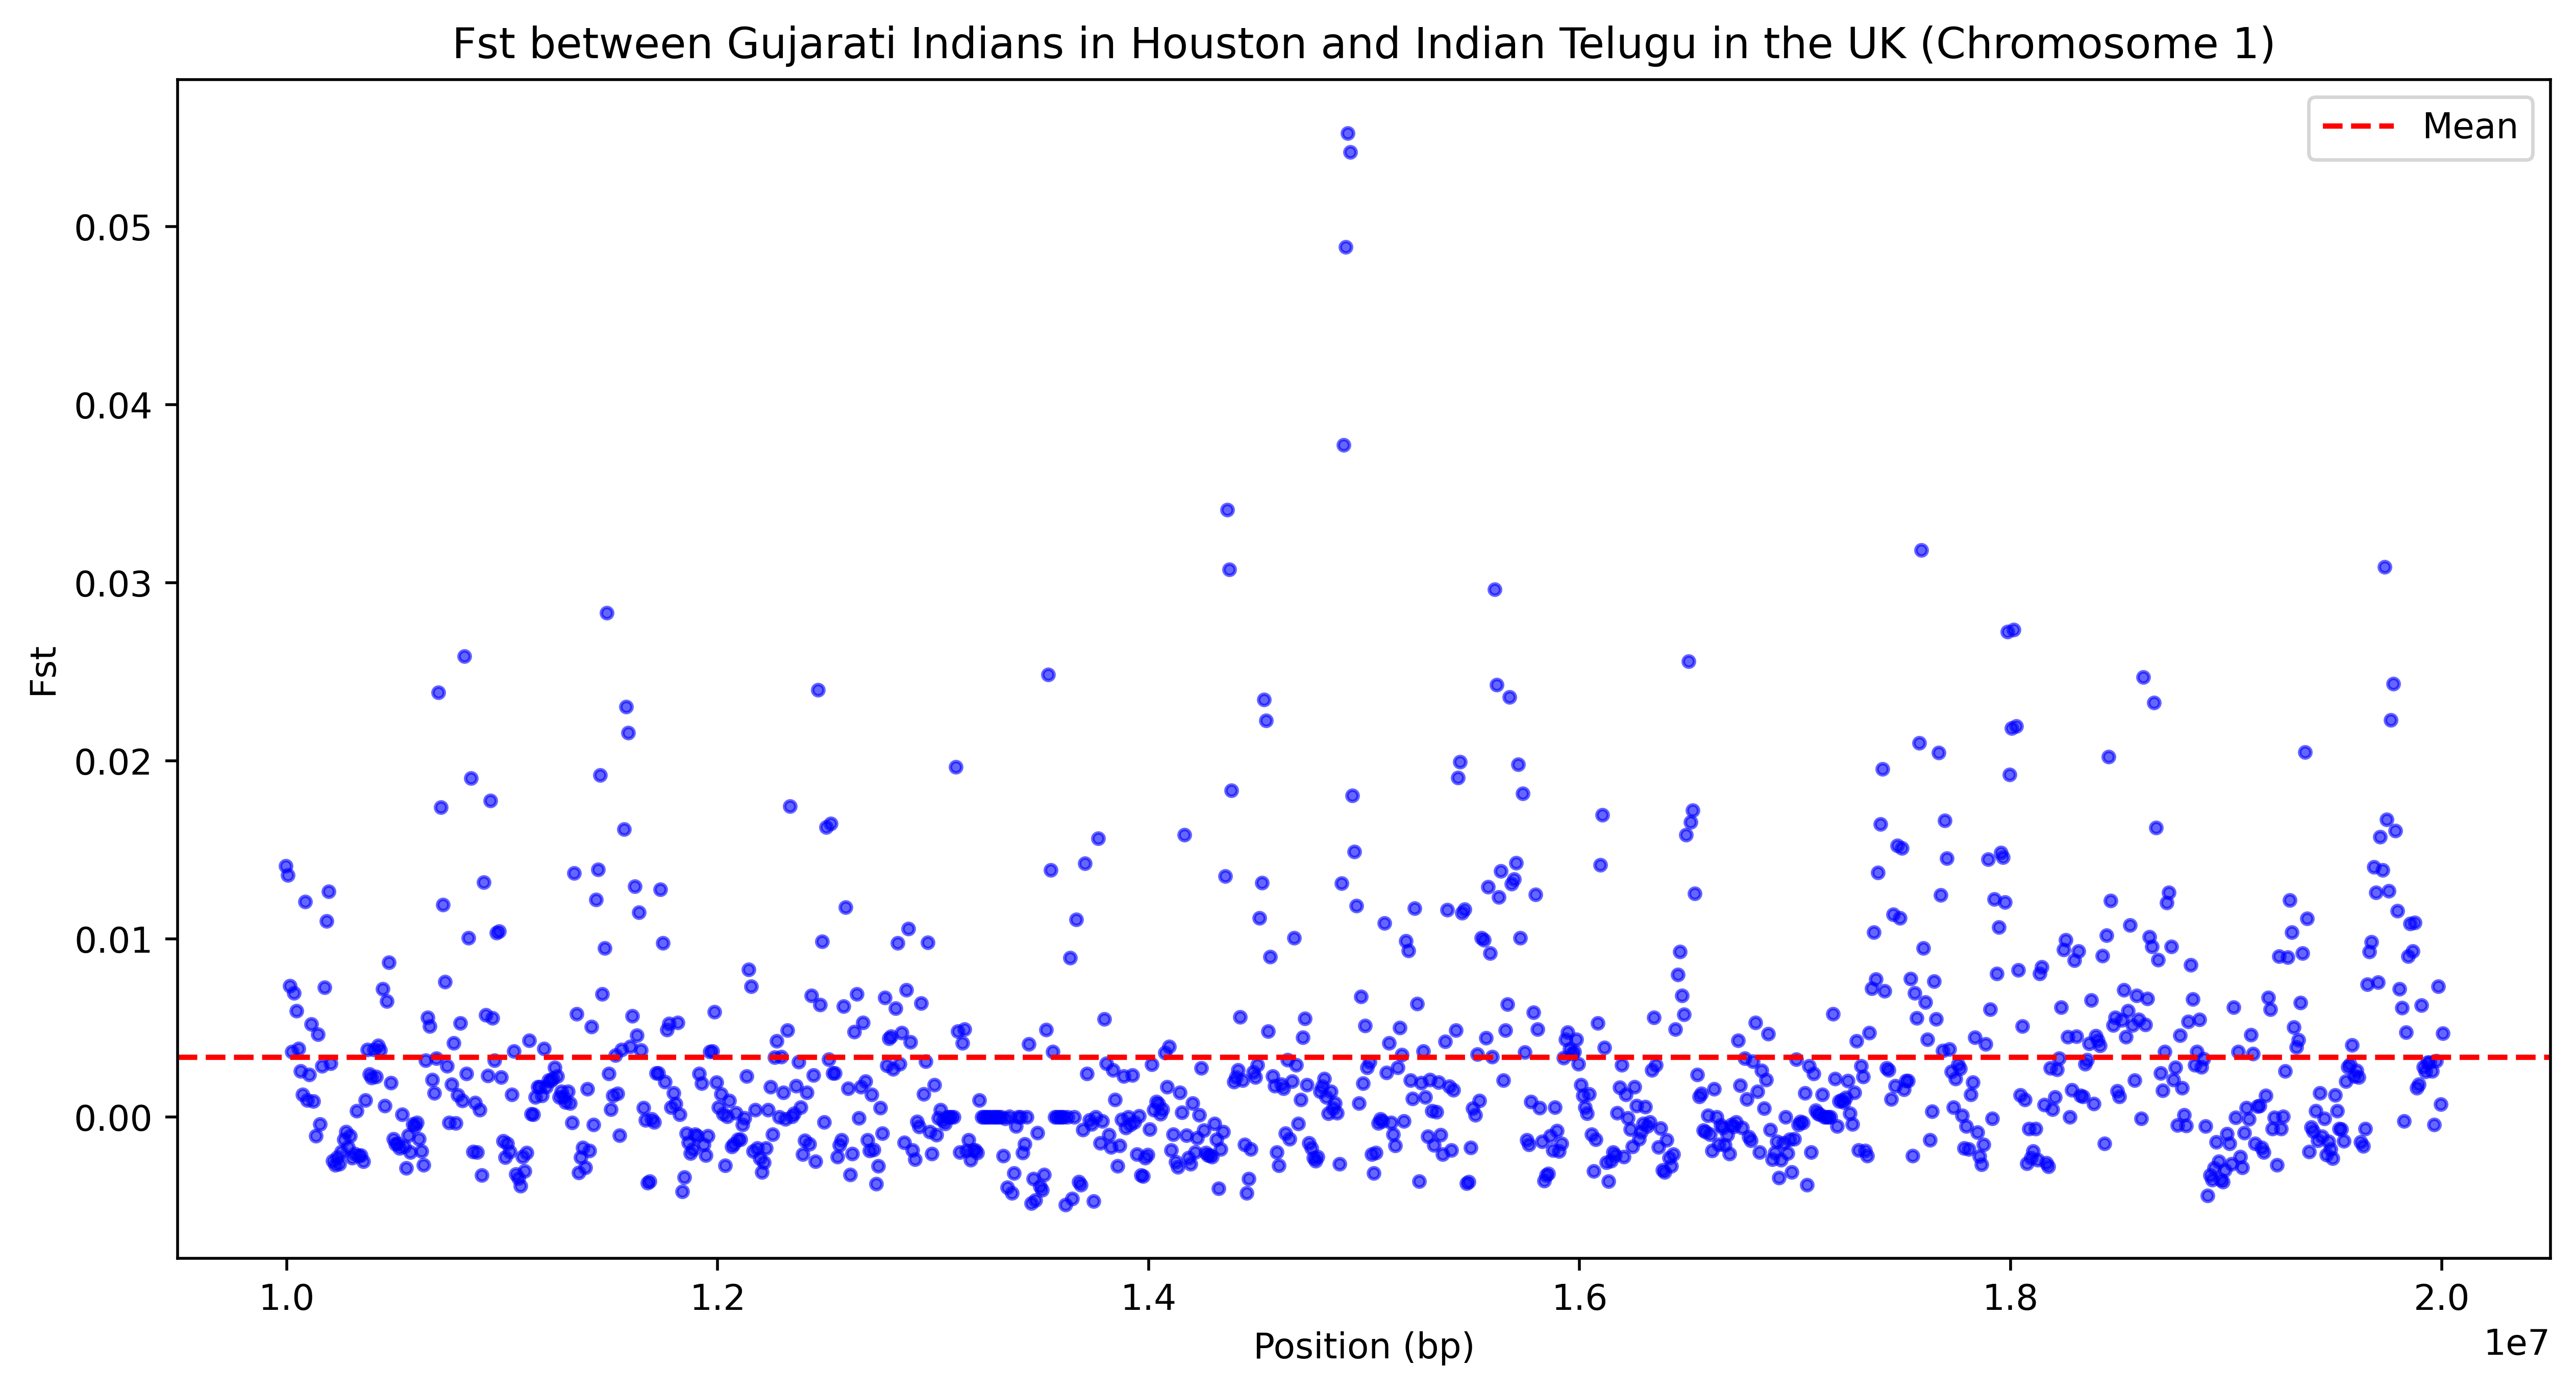 Fst between Gujarati Indians in Houston and Indian Telugu in the UK (Chromosome 1)
Mean
0.05
0.04
0.03
0.02
0.01
0.00
Fst
1.0 1.2 1.4 1.6 1.8 2.0
1e7
Position (bp)